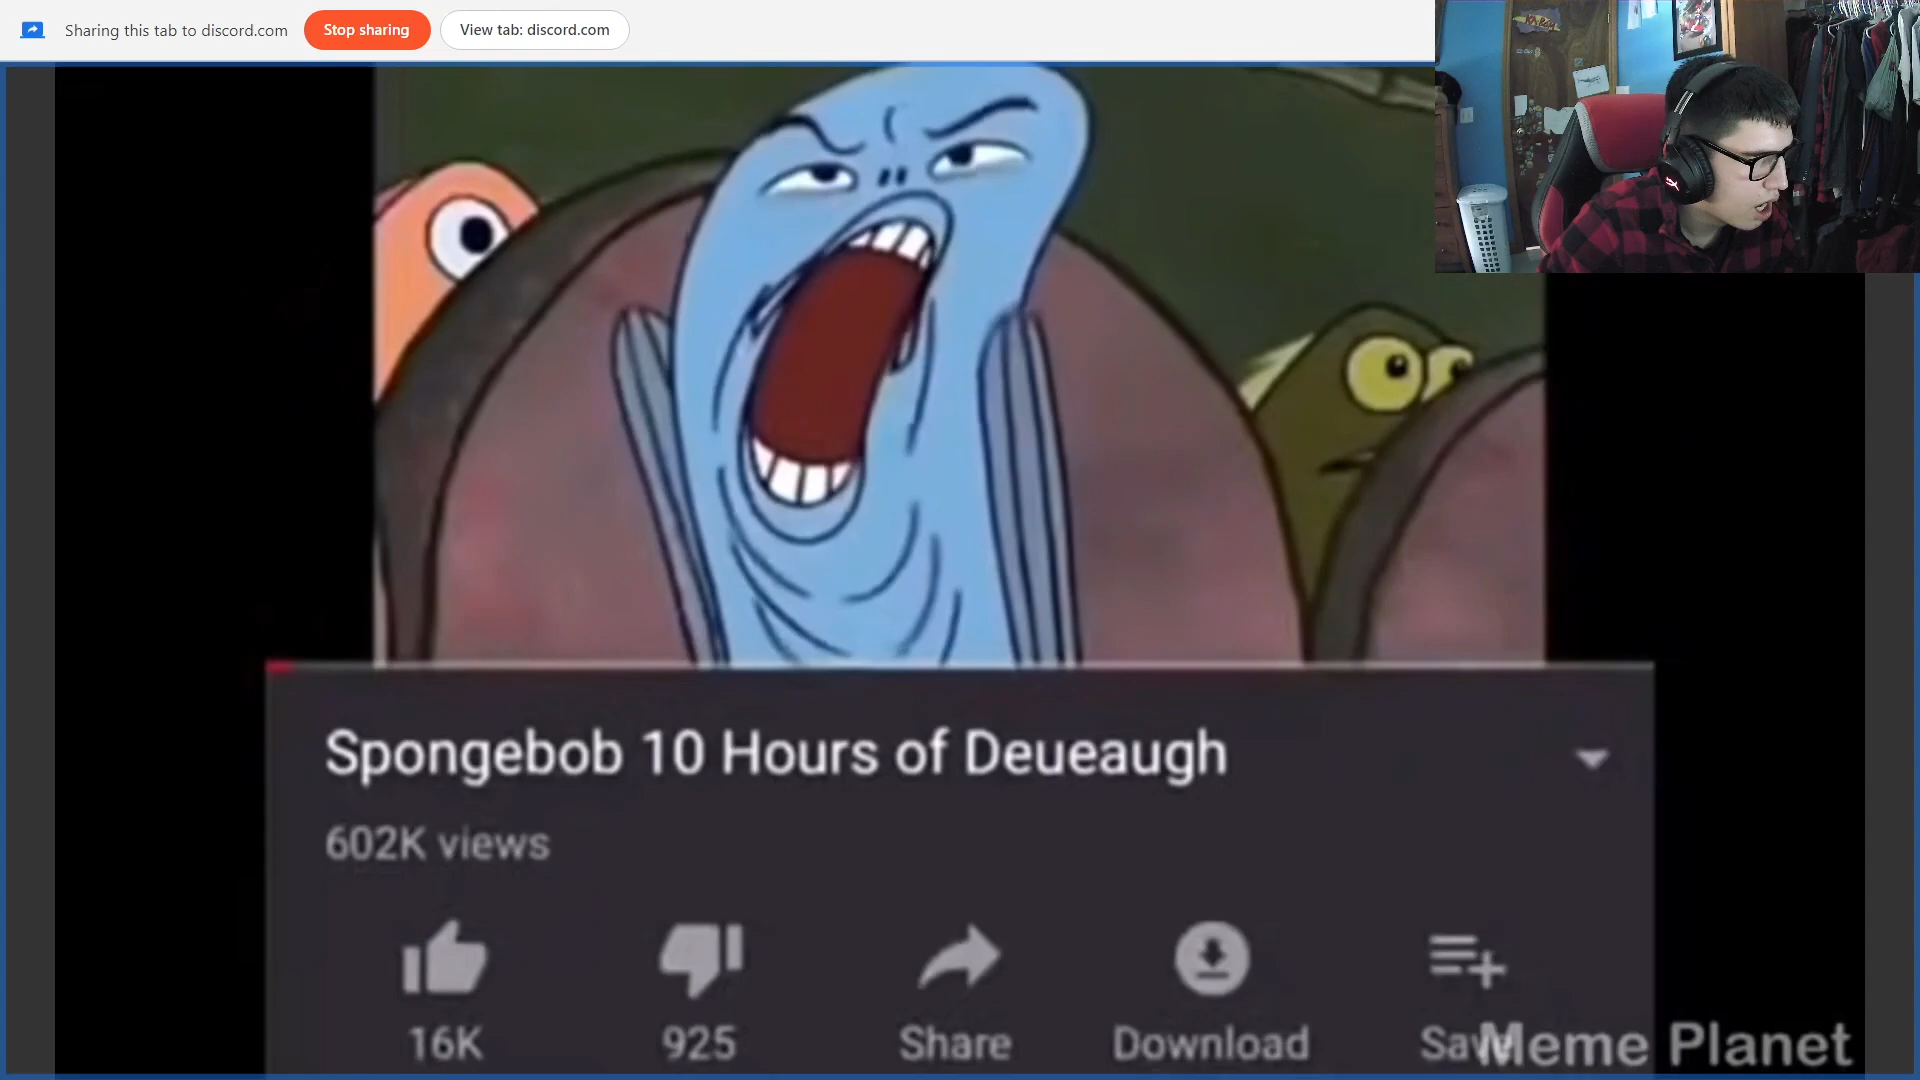 Sharing this tab to discord.com
Stop sharing
View tab: discord.com
Spongebob 10 Hours of Deueaugh
602K views
16K
925
Share
Download
Save
Meme Planet